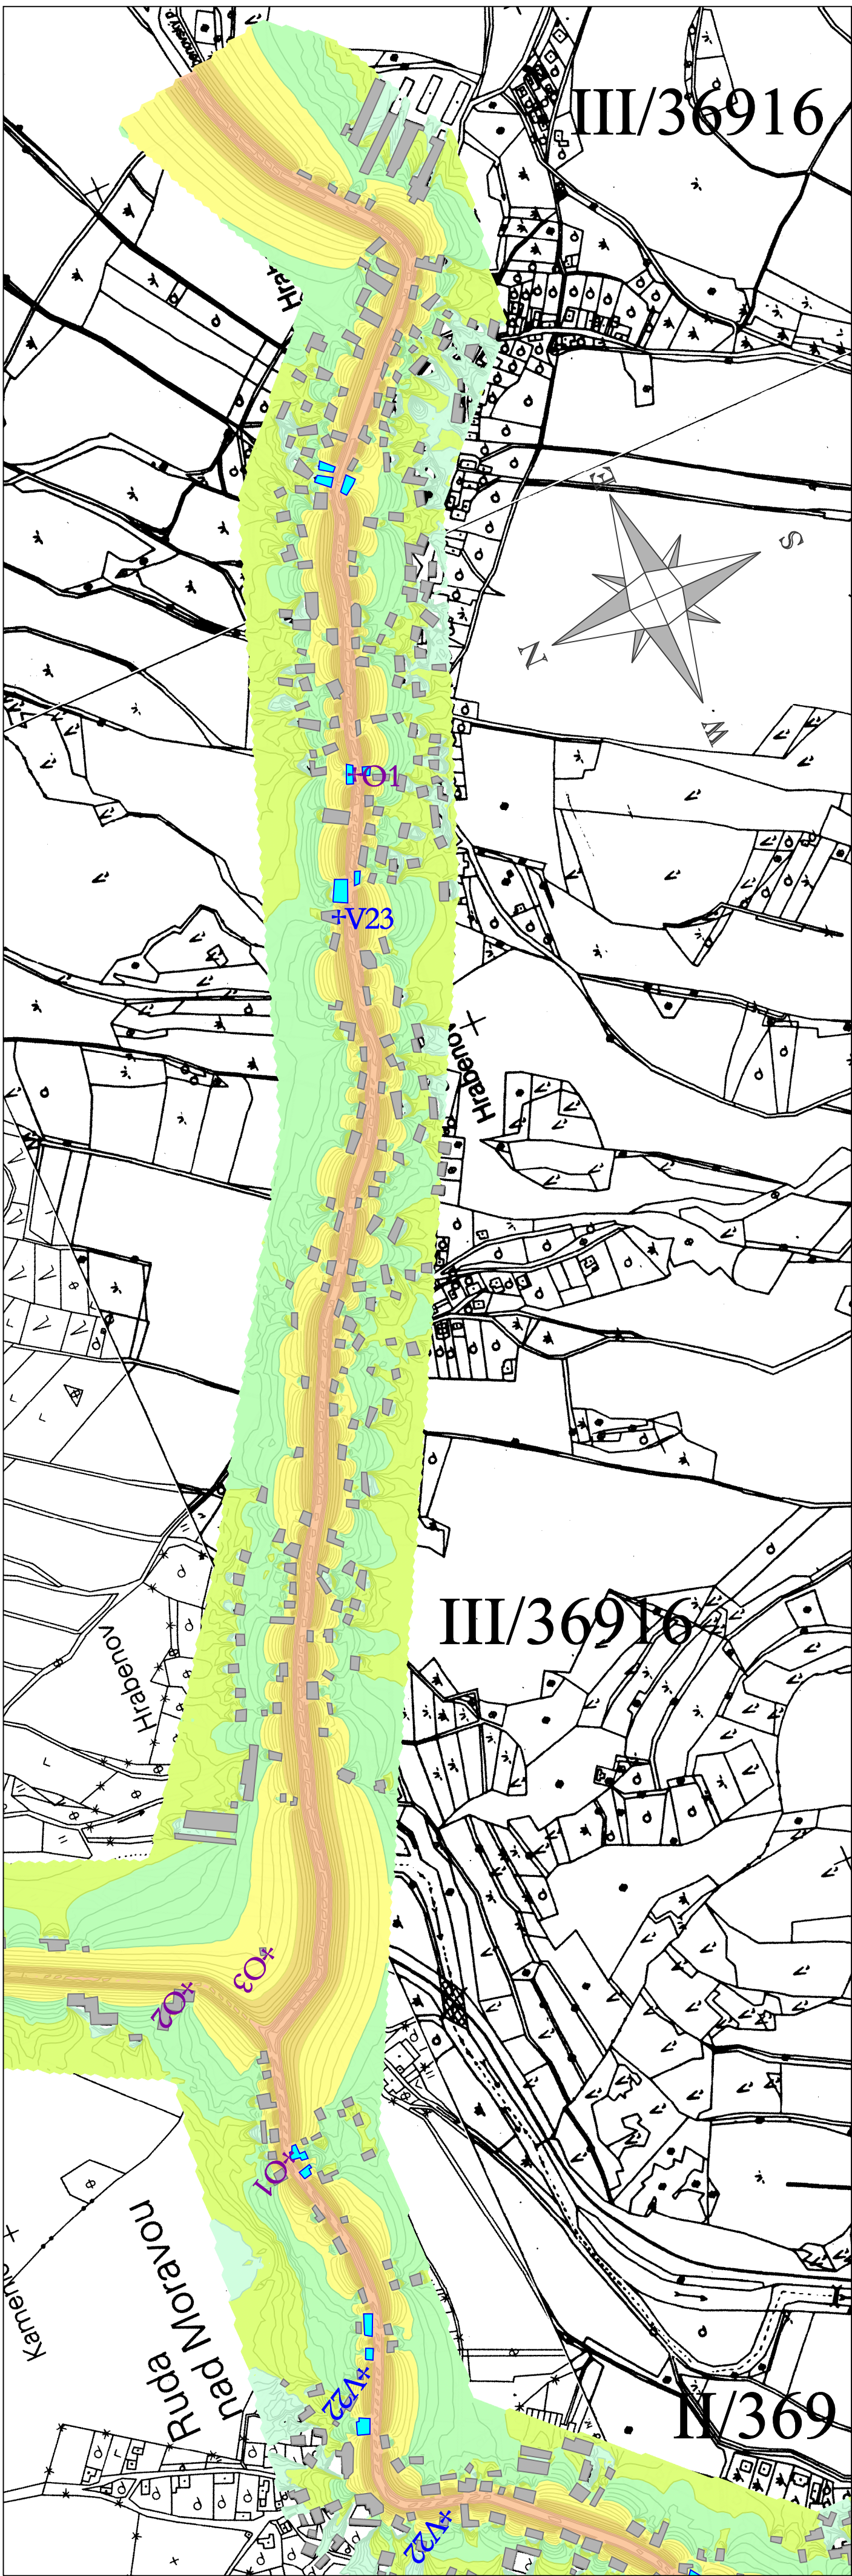 III/36916
E
S
N
W
+O1
+V23
Hrabenov
III/36916
Hrabenov
+O3
+O2
+O1
Ruda
nad Moravou
+V22
II/369
+V22